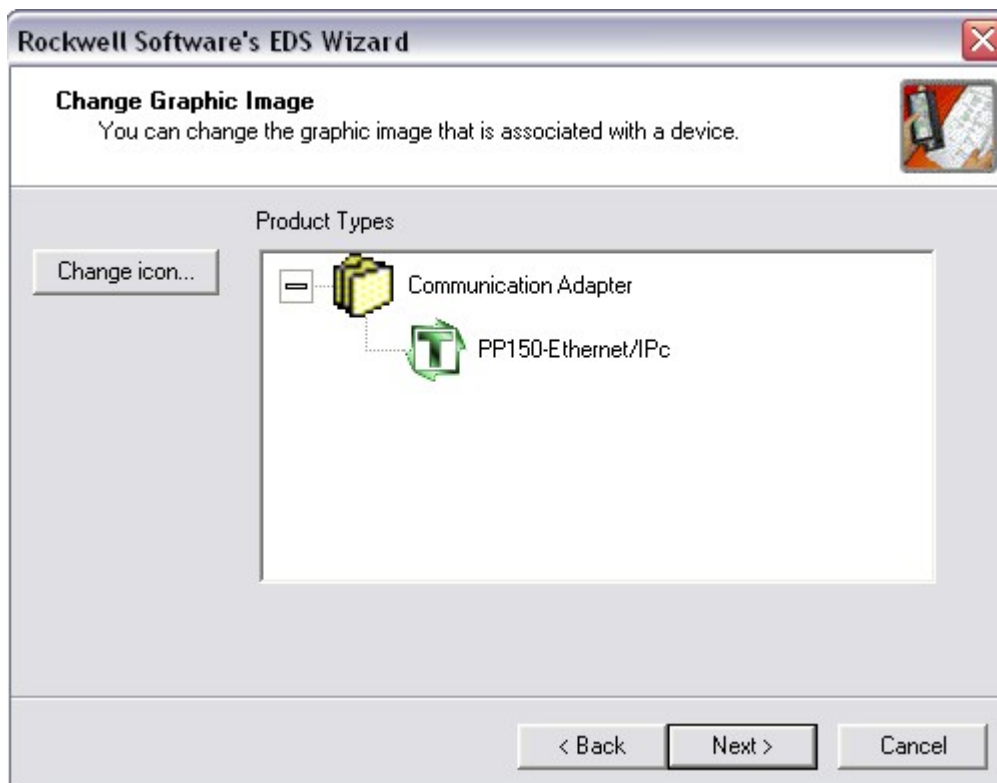 Rockwell Software's EDS Wizard
Change Graphic Image
You can change the graphic image that is associated with a device.
Product Types
Change icon...
Communication Adapter
T
PP150-Ethernet/IPc
< Back
Next >
Cancel